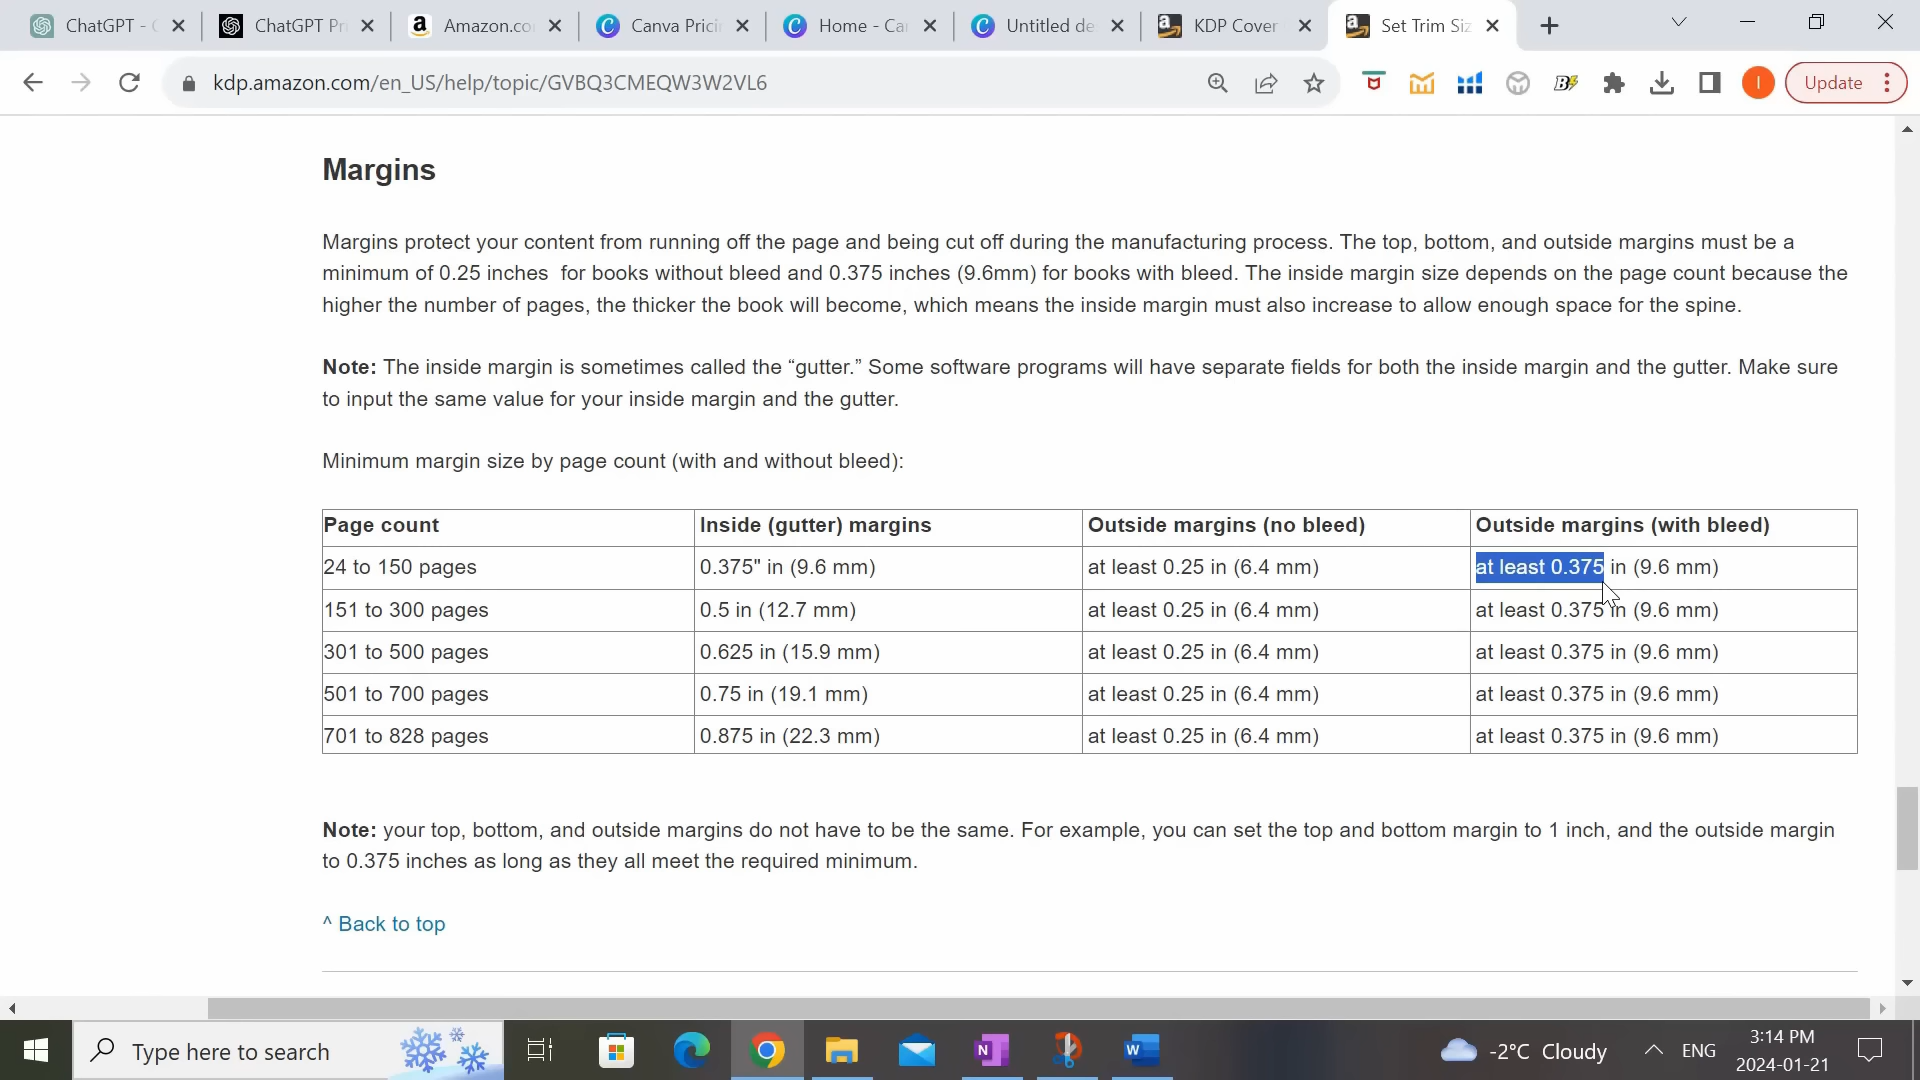 ChatGPT -
ChatGPT Pr
Amazon.co
Canva Prici
Home - Ca
Untitled de
KDP Cover
Set Trim Siz
kdp.amazon.com/en_US/help/topic/GVBQ3CMEQW3W2VL6
I
Update
Margins
Margins protect your content from running off the page and being cut off during the manufacturing process. The top, bottom, and outside margins must be a
minimum of 0.25 inches for books without bleed and 0.375 inches (9.6mm) for books with bleed. The inside margin size depends on the page count because the
higher the number of pages, the thicker the book will become, which means the inside margin must also increase to allow enough space for the spine.
Note: The inside margin is sometimes called the “gutter.” Some software programs will have separate fields for both the inside margin and the gutter. Make sure
to input the same value for your inside margin and the gutter.
Minimum margin size by page count (with and without bleed):
Page count Inside (gutter) margins Outside margins (no bleed) Outside margins (with bleed)
24 to 150 pages 0.375" in (9.6 mm) at least 0.25 in (6.4 mm) at least 0.375 in (9.6 mm)
151 to 300 pages 0.5 in (12.7 mm) at least 0.25 in (6.4 mm) at least 0.375 in (9.6 mm)
301 to 500 pages 0.625 in (15.9 mm) at least 0.25 in (6.4 mm) at least 0.375 in (9.6 mm)
501 to 700 pages 0.75 in (19.1 mm) at least 0.25 in (6.4 mm) at least 0.375 in (9.6 mm)
701 to 828 pages 0.875 in (22.3 mm) at least 0.25 in (6.4 mm) at least 0.375 in (9.6 mm)
Note: your top, bottom, and outside margins do not have to be the same. For example, you can set the top and bottom margin to 1 inch, and the outside margin
to 0.375 inches as long as they all meet the required minimum.
^ Back to top
Type here to search
-2°C Cloudy
ENG
3:14 PM
2024-01-21